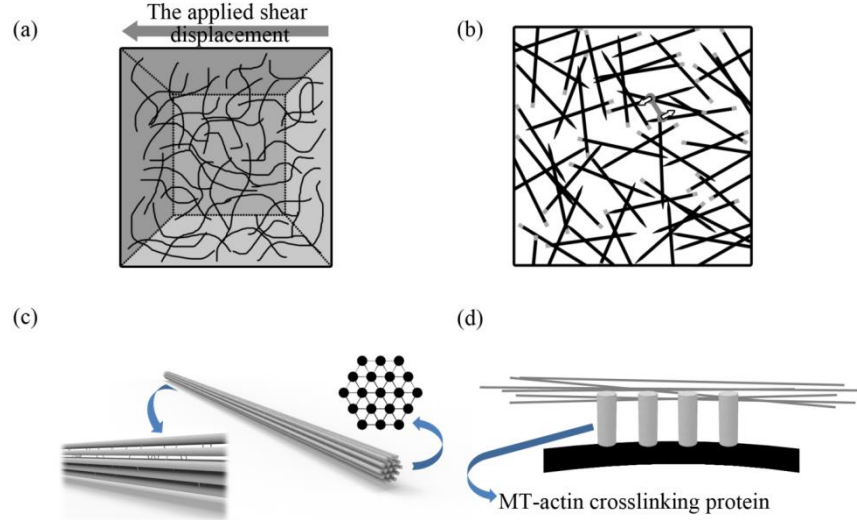 (a)
The applied shear
displacement
(b)
(c)
(d)
MT-actin crosslinking protein